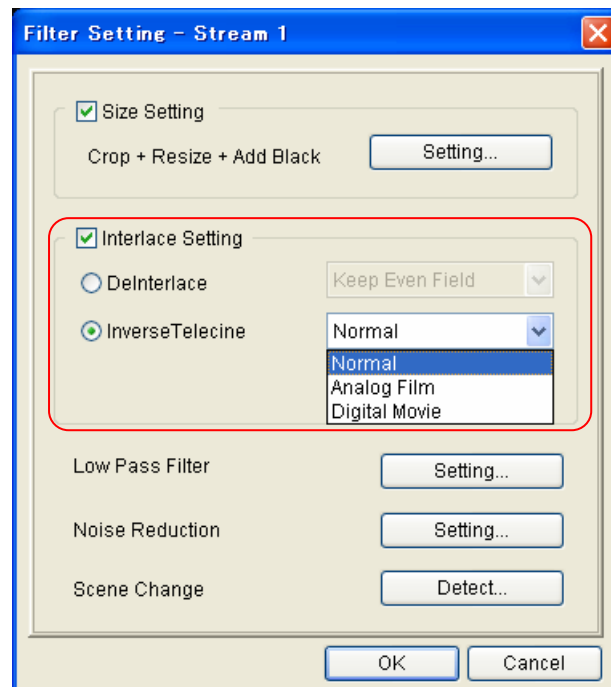 Filter Setting - Stream 1
Size Setting
Crop + Resize + Add Black Setting...
Interlace Setting
DeInterlace Keep Even Field
InverseTelecine Normal
Normal
Analog Film
Digital Movie
Low Pass Filter Setting...
Noise Reduction Setting...
Scene Change Detect...
OK Cancel